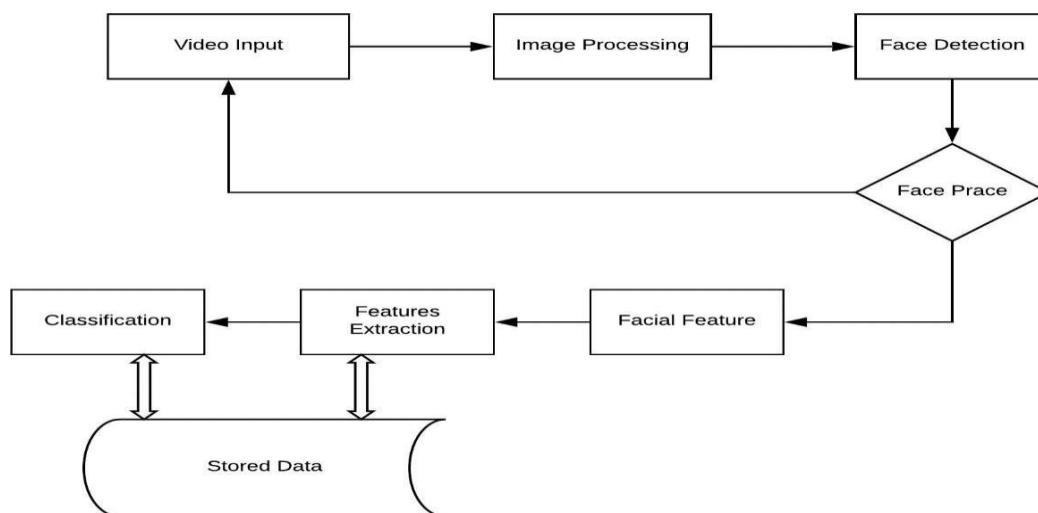 Video Input
Image Processing
Face Detection
Face Prace
Facial Feature
Features
Extraction
Classification
Stored Data